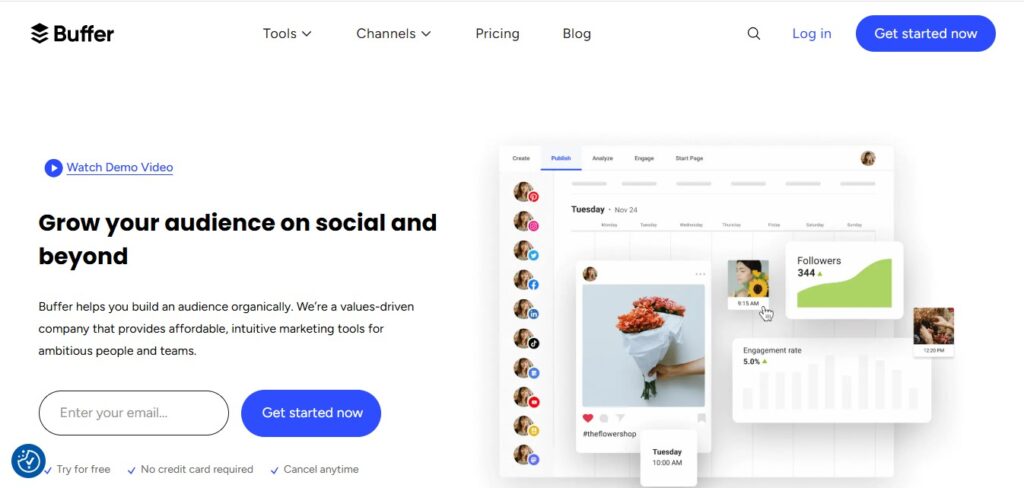 Buffer
Tools
Channels
Pricing
Blog
Log in
Get started now
Watch Demo Video
Grow your audience on social and
beyond
Buffer helps you build an audience organically. We're a values-driven
company that provides affordable, intuitive marketing tools for
ambitious people and teams.
Enter your email...
Get started now
Try for free
No credit card required
Cancel anytime
Create
Publish
Analyze
Engage
Start Page
Tuesday • Nov 24
Monday
Tuesday
Wednesday
Thursday
Friday
Saturday
Sunday
9:15 AM
Followers
344
12:20 PM
Engagement rate
5.0%
#theflowershop
Tuesday
10:00 AM